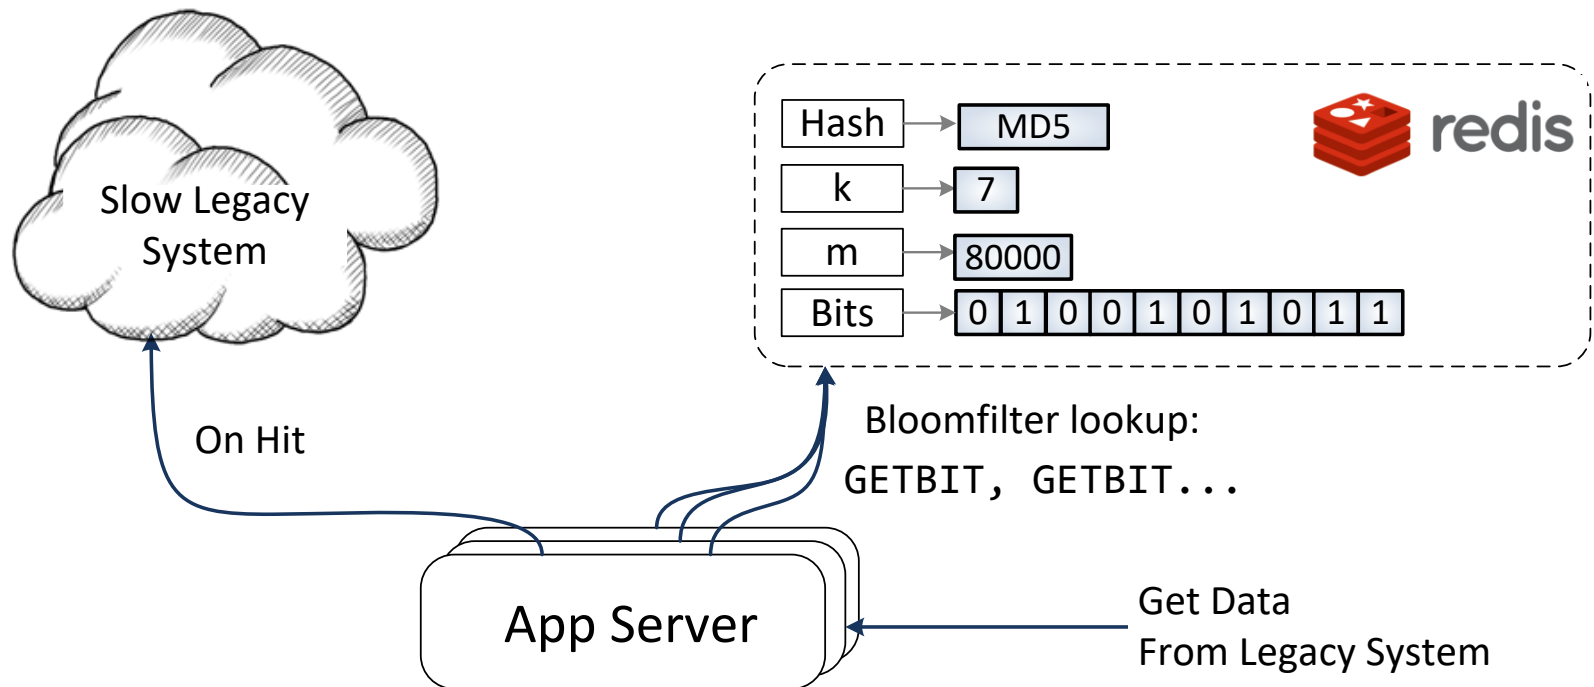 Slow Legacy
System
Hash
MD5
redis
k
7
m
80000
Bits
0 1 0 0 1 0 1 0 1 1
On Hit
Bloomfilter lookup:
GETBIT, GETBIT...
App Server
Get Data
From Legacy System